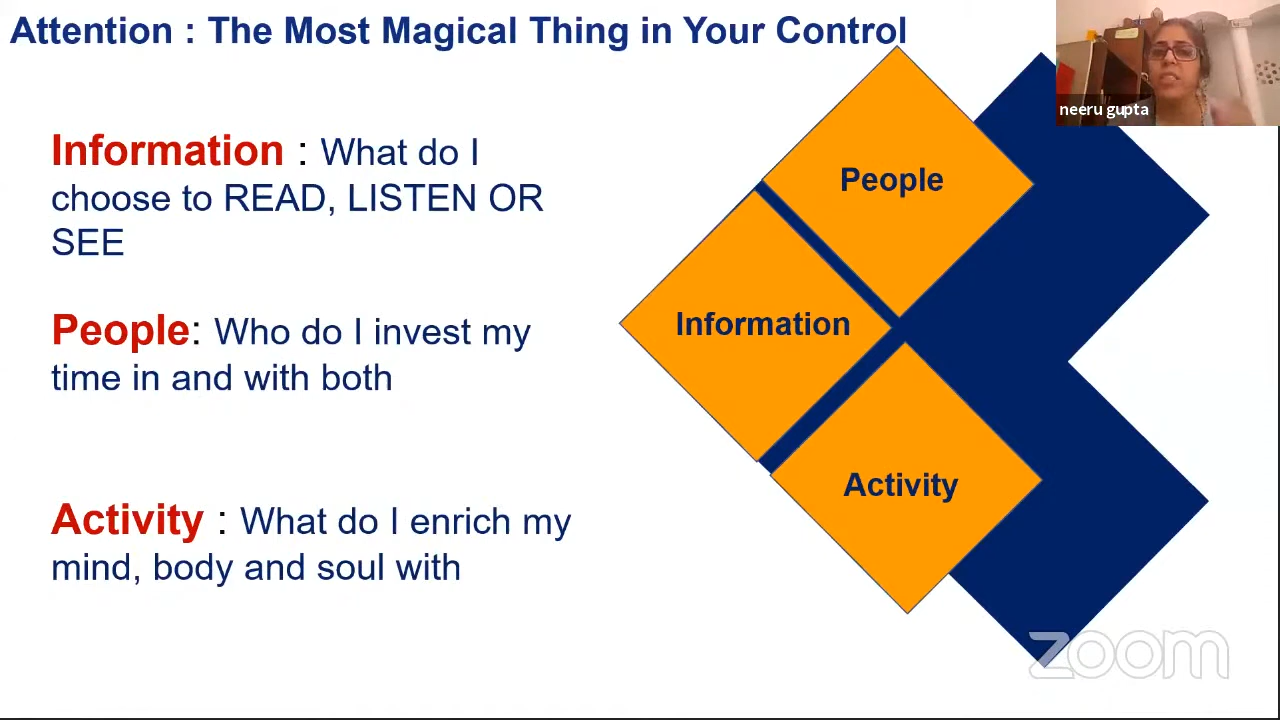 Attention : The Most Magical Thing in Your Control
neeru gupta
Information : What do I
choose to READ, LISTEN OR
SEE
People: Who do I invest my
time in and with both
Activity : What do I enrich my
mind, body and soul with
People
Information
Activity
zoom